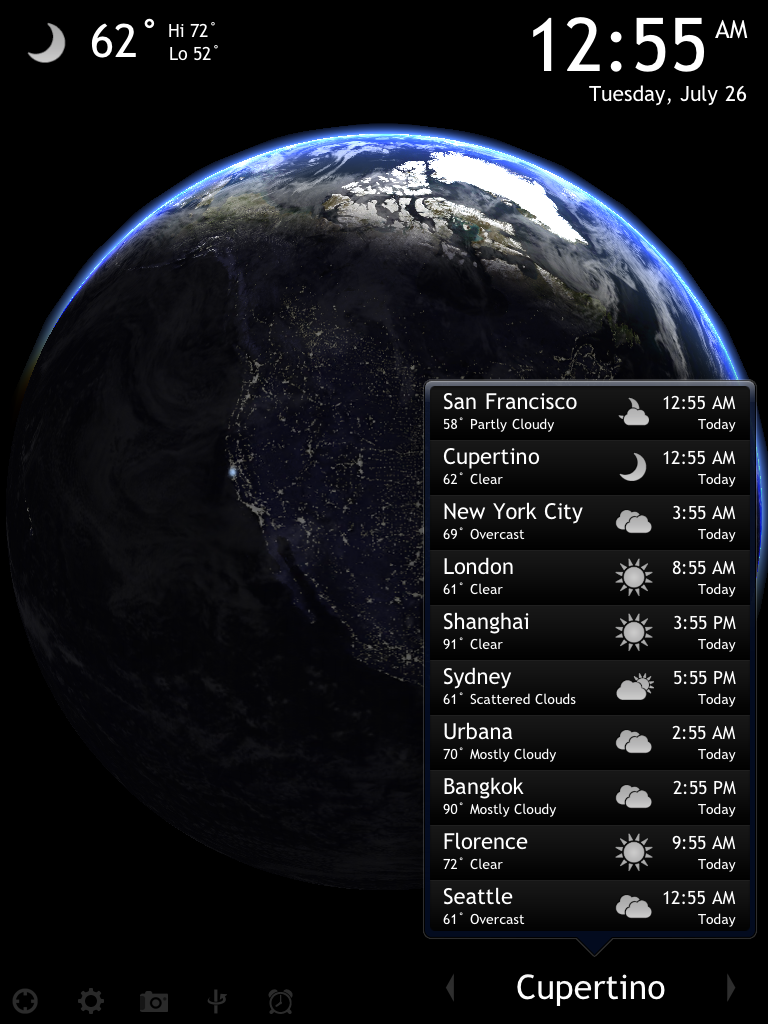 62° Hi 72°
Lo 52°
12:55 AM
Tuesday, July 26
San Francisco 12:55 AM
58° Partly Cloudy Today
Cupertino 12:55 AM
62° Clear Today
New York City 3:55 AM
69° Overcast Today
London 8:55 AM
61° Clear Today
Shanghai 3:55 PM
91° Clear Today
Sydney 5:55 PM
61° Scattered Clouds Today
Urbana 2:55 AM
70° Mostly Cloudy Today
Bangkok 2:55 PM
90° Mostly Cloudy Today
Florence 9:55 AM
72° Clear Today
Seattle 12:55 AM
61° Overcast Today
Cupertino